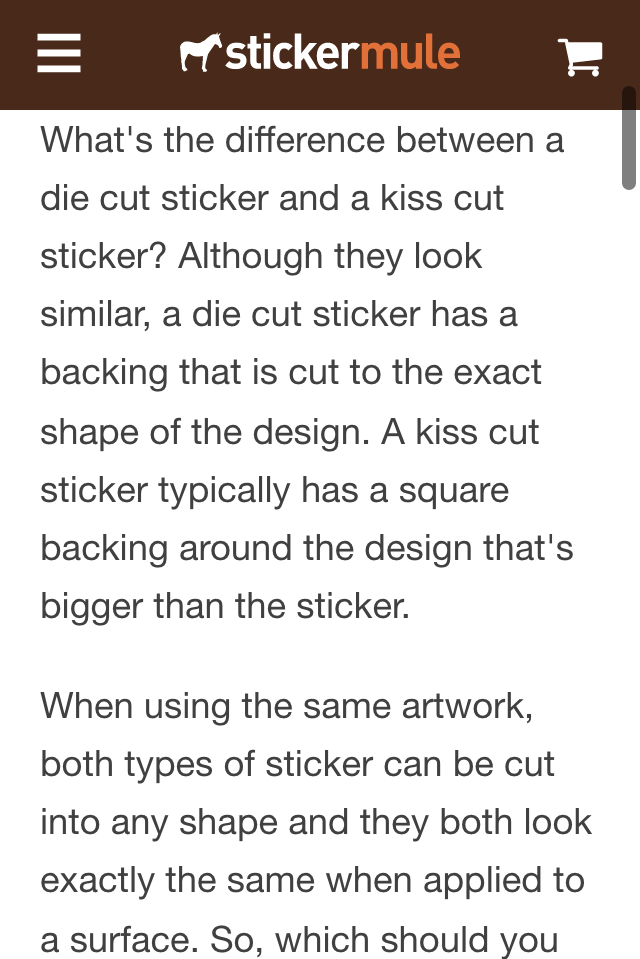 stickermule
What's the difference between a
die cut sticker and a kiss cut
sticker? Although they look
similar, a die cut sticker has a
backing that is cut to the exact
shape of the design. A kiss cut
sticker typically has a square
backing around the design that's
bigger than the sticker.
When using the same artwork,
both types of sticker can be cut
into any shape and they both look
exactly the same when applied to
a surface. So, which should you